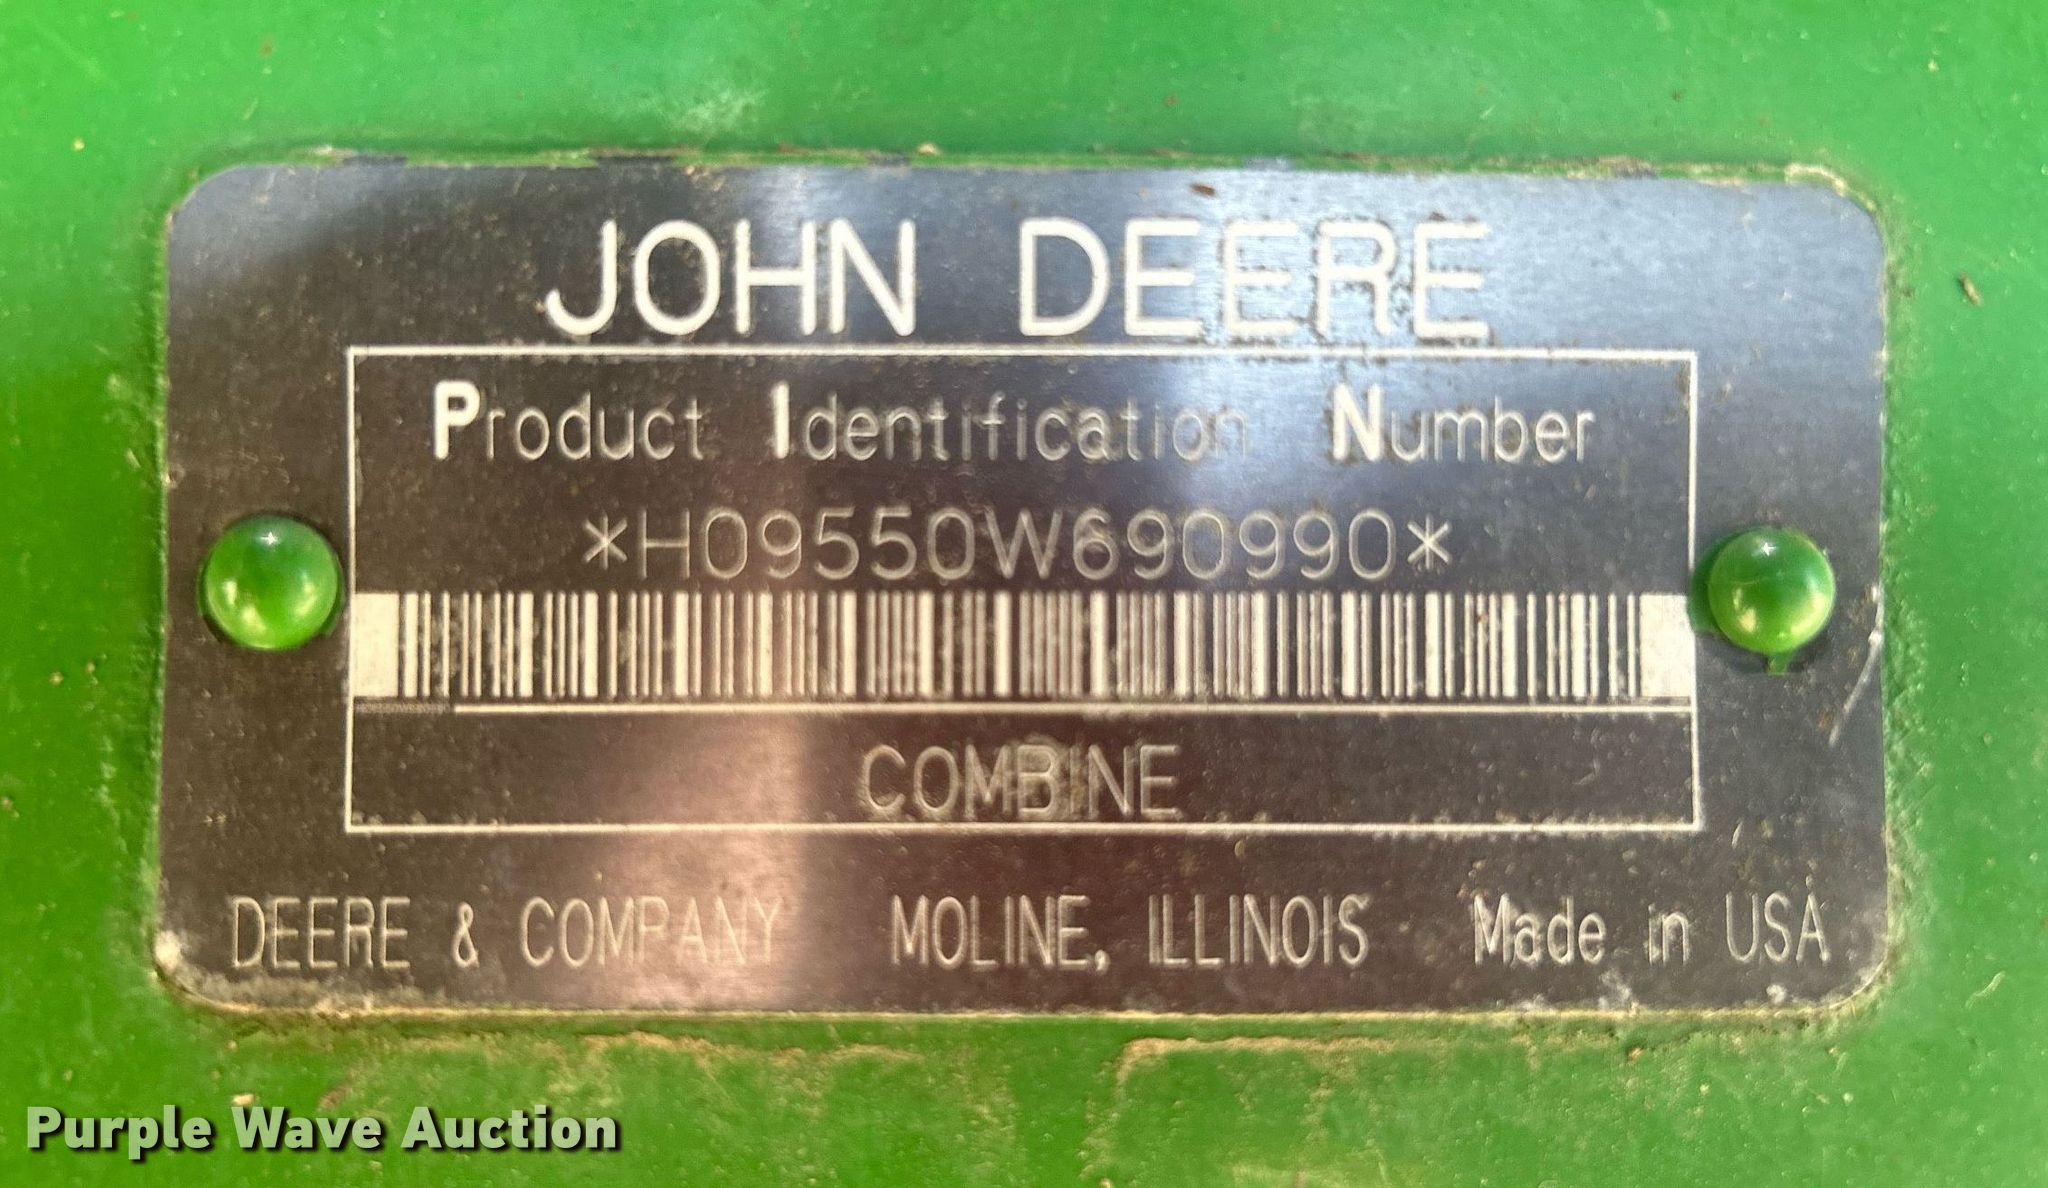 JOHN DEERE
Product Identification Number
*H09550W690990*
COMBINE
DEERE & COMPANY MOLINE, ILLINOIS Made in USA
Purple Wave Auction